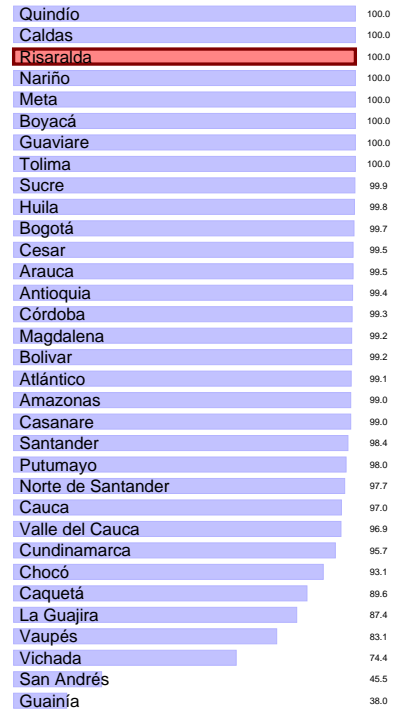 Quindío 100.0
Caldas 100.0
Risaralda 100.0
Nariño 100.0
Meta 100.0
Boyacá 100.0
Guaviare 100.0
Tolima 100.0
Sucre 99.9
Huila 99.8
Bogotá 99.7
Cesar 99.5
Arauca 99.5
Antioquia 99.4
Córdoba 99.3
Magdalena 99.2
Bolivar 99.2
Atlántico 99.1
Amazonas 99.0
Casanare 99.0
Santander 98.4
Putumayo 98.0
Norte de Santander 97.7
Cauca 97.0
Valle del Cauca 96.9
Cundinamarca 95.7
Chocó 93.1
Caquetá 89.6
La Guajira 87.4
Vaupés 83.1
Vichada 74.4
San Andrés 45.5
Guainía 38.0